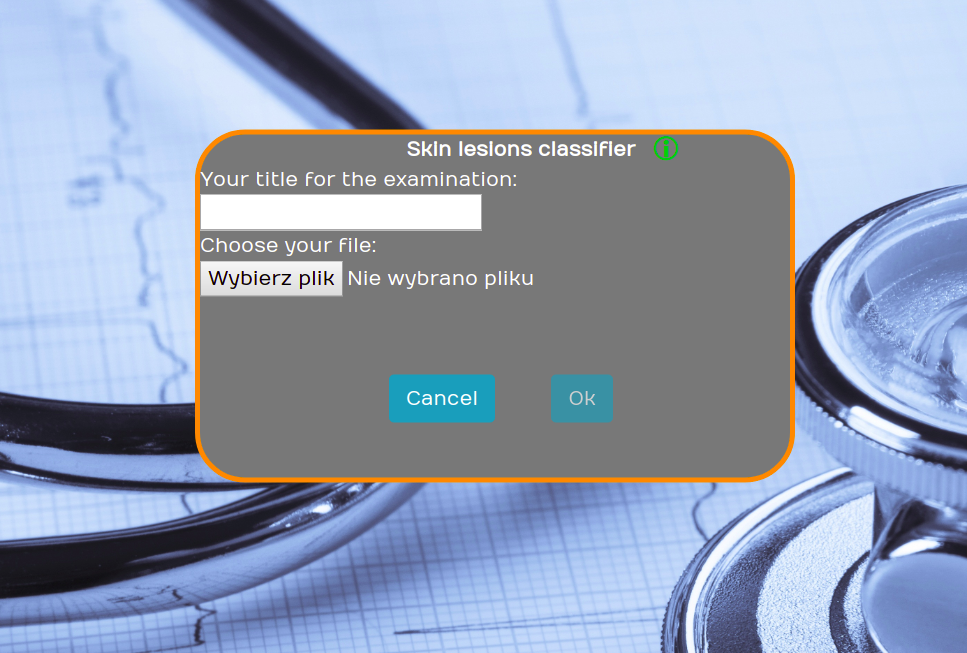 Skin lesions classifier
Your title for the examination:
Choose your file:
Wybierz plik Nie wybrano pliku
Cancel Ok